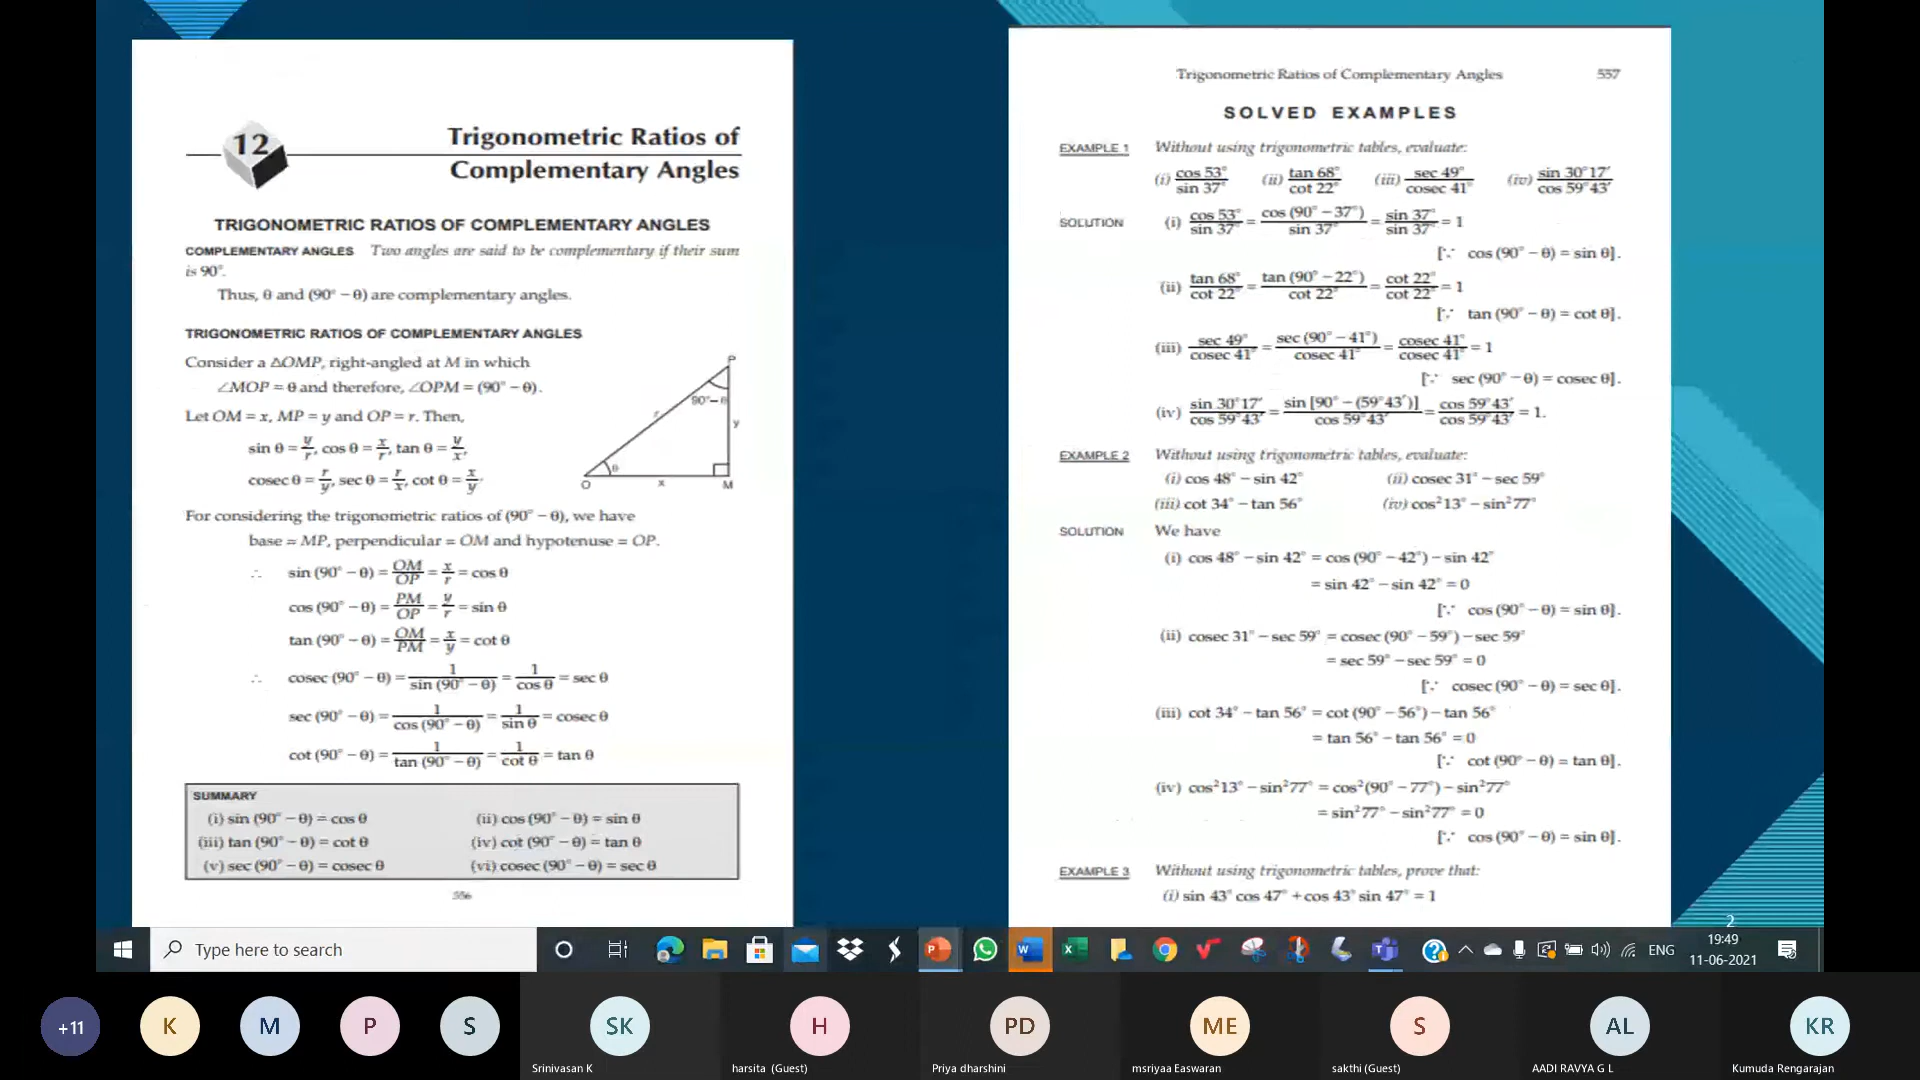 12
Trigonometric Ratios of
Complementary Angles
TRIGONOMETRIC RATIOS OF COMPLEMENTARY ANGLES
COMPLEMENTARY ANGLES Two angles are said to be complementary if their sum
is 90°.
Thus, θ and (90° − θ) are complementary angles.
TRIGONOMETRIC RATIOS OF COMPLEMENTARY ANGLES
Consider a ΔOMP, right-angled at M in which
∠MOP = θ and therefore, ∠OPM = (90° − θ).
Let OM = x, MP = y and OP = r. Then,
sin θ = y/r, cos θ = x/r, tan θ = y/x,
cosec θ = r/y, sec θ = r/x, cot θ = x/y.
P
90°−θ
r
y
θ
O x M
For considering the trigonometric ratios of (90° − θ), we have
base = MP, perpendicular = OM and hypotenuse = OP.
∴ sin (90° − θ) = OM/OP = x/r = cos θ
cos (90° − θ) = PM/OP = y/r = sin θ
tan (90° − θ) = OM/PM = x/y = cot θ
∴ cosec (90° − θ) = 1/sin (90° − θ) = 1/cos θ = sec θ
sec (90° − θ) = 1/cos (90° − θ) = 1/sin θ = cosec θ
cot (90° − θ) = 1/tan (90° − θ) = 1/cot θ = tan θ
SUMMARY
(i) sin (90° − θ) = cos θ (ii) cos (90° − θ) = sin θ
(iii) tan (90° − θ) = cot θ (iv) cot (90° − θ) = tan θ
(v) sec (90° − θ) = cosec θ (vi) cosec (90° − θ) = sec θ
556
Trigonometric Ratios of Complementary Angles 557
SOLVED EXAMPLES
EXAMPLE 1 Without using trigonometric tables, evaluate:
(i) cos 53°/sin 37° (ii) tan 68°/cot 22° (iii) sec 49°/cosec 41° (iv) sin 30°17′/cos 59°43′
SOLUTION (i) cos 53°/sin 37° = cos (90° − 37°)/sin 37° = sin 37°/sin 37° = 1
[∵ cos (90° − θ) = sin θ].
(ii) tan 68°/cot 22° = tan (90° − 22°)/cot 22° = cot 22°/cot 22° = 1
[∵ tan (90° − θ) = cot θ].
(iii) sec 49°/cosec 41° = sec (90° − 41°)/cosec 41° = cosec 41°/cosec 41° = 1
[∵ sec (90° − θ) = cosec θ].
(iv) sin 30°17′/cos 59°43′ = sin [90° − (59°43′)]/cos 59°43′ = cos 59°43′/cos 59°43′ = 1.
EXAMPLE 2 Without using trigonometric tables, evaluate:
(i) cos 48° − sin 42° (ii) cosec 31° − sec 59°
(iii) cot 34° − tan 56° (iv) cos²13° − sin²77°
SOLUTION We have
(i) cos 48° − sin 42° = cos (90° − 42°) − sin 42°
= sin 42° − sin 42° = 0
[∵ cos (90° − θ) = sin θ].
(ii) cosec 31° − sec 59° = cosec (90° − 59°) − sec 59°
= sec 59° − sec 59° = 0
[∵ cosec (90° − θ) = sec θ].
(iii) cot 34° − tan 56° = cot (90° − 56°) − tan 56°
= tan 56° − tan 56° = 0
[∵ cot (90° − θ) = tan θ].
(iv) cos²13° − sin²77° = cos²(90° − 77°) − sin²77°
= sin²77° − sin²77° = 0
[∵ cos (90° − θ) = sin θ].
EXAMPLE 3 Without using trigonometric tables, prove that:
(i) sin 43° cos 47° + cos 43° sin 47° = 1
2
Type here to search
ENG
19:49
11-06-2021
+11 K M P S SK H PD ME S AL KR
Srinivasan K harsita (Guest) Priya dharshini msriyaa Easwaran sakthi (Guest) AADI RAVYA G L Kumuda Rengarajan